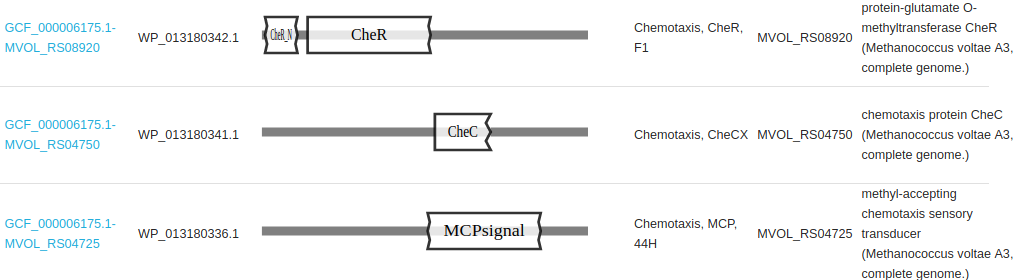 GCF_000006175.1-
MVOL_RS08920
WP_013180342.1
CheR_N
CheR
Chemotaxis, CheR,
F1
MVOL_RS08920
protein-glutamate O-
methyltransferase CheR
(Methanococcus voltae A3,
complete genome.)
GCF_000006175.1-
MVOL_RS04750
WP_013180341.1
CheC
Chemotaxis, CheCX
MVOL_RS04750
chemotaxis protein CheC
(Methanococcus voltae A3,
complete genome.)
GCF_000006175.1-
MVOL_RS04725
WP_013180336.1
MCPsignal
Chemotaxis, MCP,
44H
MVOL_RS04725
methyl-accepting
chemotaxis sensory
transducer
(Methanococcus voltae A3,
complete genome.)